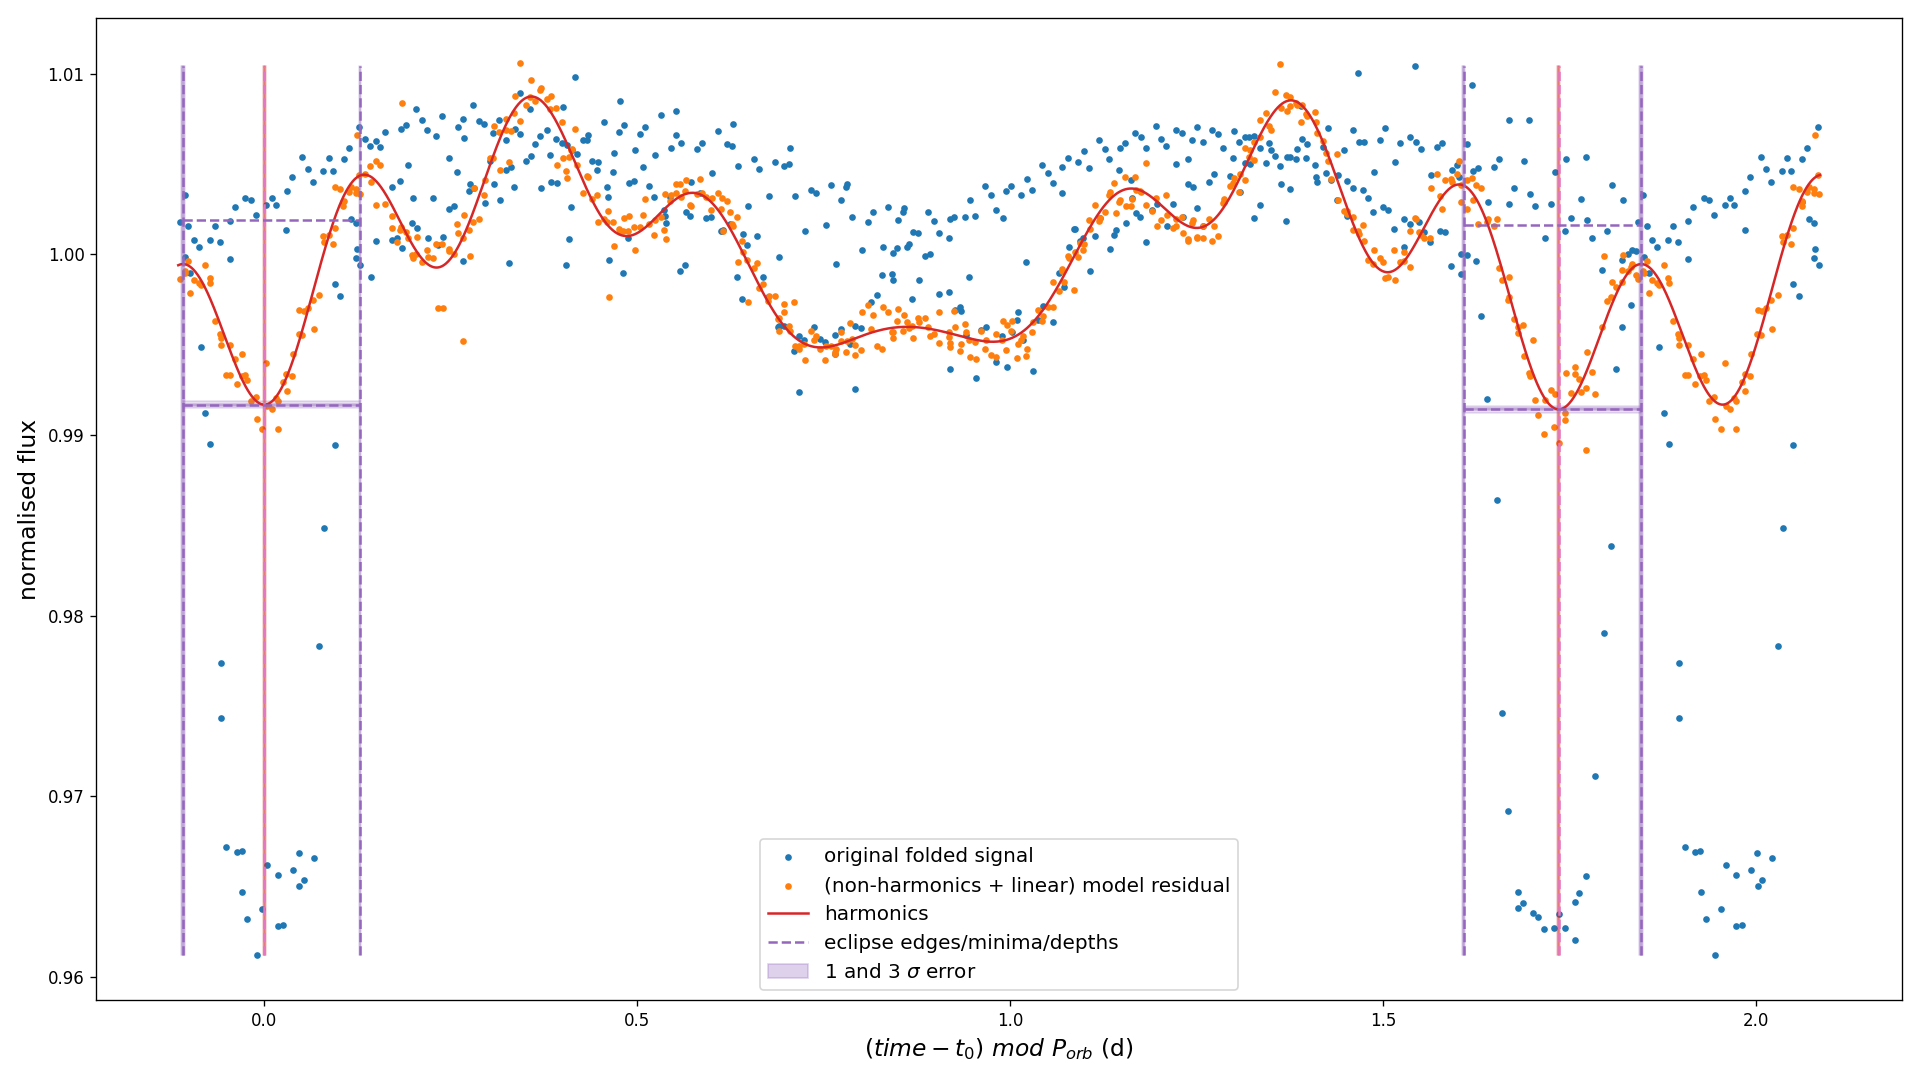 1.01
1.00
0.99
0.98
0.97
0.96
normalised flux
original folded signal
(non-harmonics + linear) model residual
harmonics
eclipse edges/minima/depths
1 and 3 σ error
0.0 0.5 1.0 1.5 2.0
(time − t₀) mod Pₒᵣb (d)